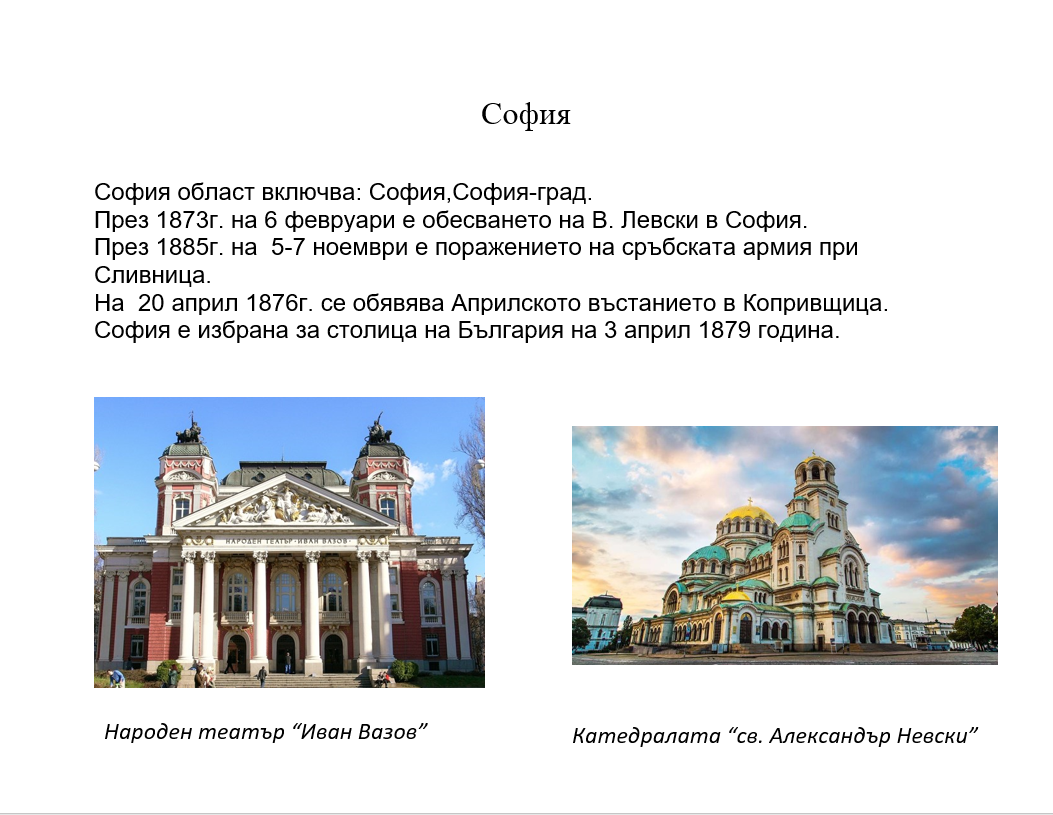 София
София област включва: София,София-град.
През 1873г. на 6 февруари е обесването на В. Левски в София.
През 1885г. на  5-7 ноември е поражението на сръбската армия при
Сливница.
На  20 април 1876г. се обявява Априлското въстанието в Копривщица.
София е избрана за столица на България на 3 април 1879 година.
НАРОДЕН ТЕАТЪР·ИВАН ВАЗОВ·
Народен театър “Иван Вазов”
Катедралата “св. Александър Невски”